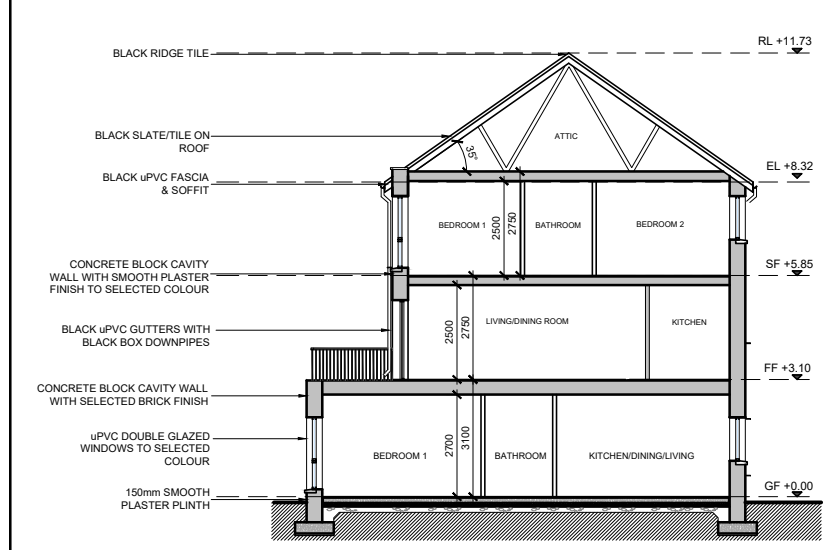 BLACK RIDGE TILE
RL +11.73
BLACK SLATE/TILE ON
ROOF
35°
ATTIC
BLACK uPVC FASCIA
& SOFFIT
EL +8.32
BEDROOM 1
2500
2750
BATHROOM
BEDROOM 2
CONCRETE BLOCK CAVITY
WALL WITH SMOOTH PLASTER
FINISH TO SELECTED COLOUR
SF +5.85
BLACK uPVC GUTTERS WITH
BLACK BOX DOWNPIPES
2500
2750
LIVING/DINING ROOM
KITCHEN
FF +3.10
CONCRETE BLOCK CAVITY WALL
WITH SELECTED BRICK FINISH
uPVC DOUBLE GLAZED
WINDOWS TO SELECTED
COLOUR
BEDROOM 1
2700
3100
BATHROOM
KITCHEN/DINING/LIVING
150mm SMOOTH
PLASTER PLINTH
GF +0.00